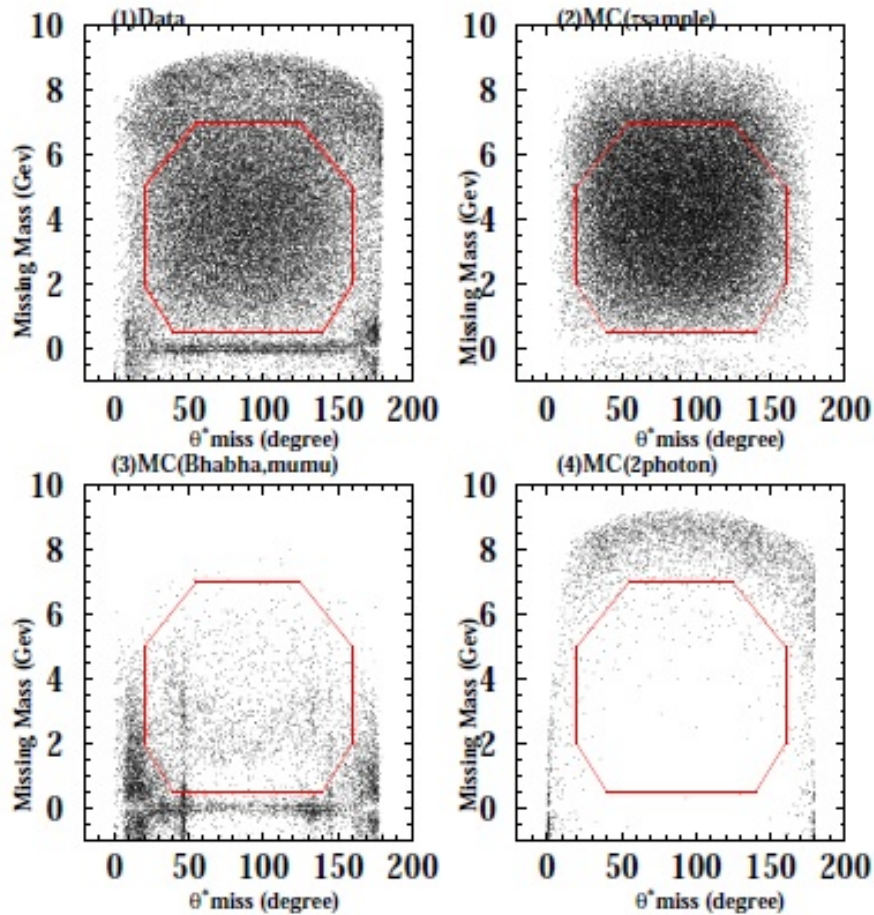 (1)Data
10
8
6
4
2
0
Missing Mass (Gev)
0 50 100 150 200
θ*miss (degree)
(2)MC(τsample)
10
8
6
4
2
0
Missing Mass (Gev)
0 50 100 150 200
θ*miss (degree)
(3)MC(Bhabha,mumu)
10
8
6
4
2
0
Missing Mass (Gev)
0 50 100 150 200
θ*miss (degree)
(4)MC(2photon)
10
8
6
4
2
0
Missing Mass (Gev)
0 50 100 150 200
θ*miss (degree)